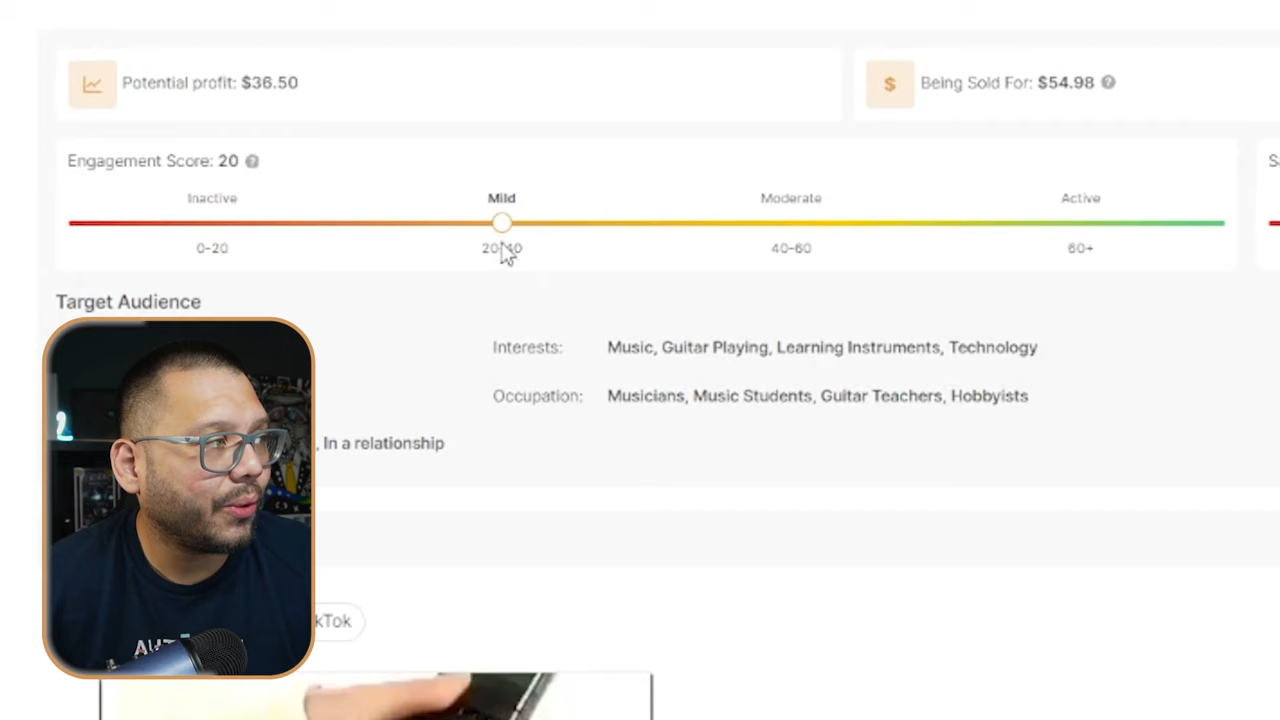 Potential profit: $36.50
Being Sold For: $54.98
Engagement Score: 20
Inactive
Mild
Moderate
Active
0-20
40-60
60+
Target Audience
Interests: Music, Guitar Playing, Learning Instruments, Technology
Occupation: Musicians, Music Students, Guitar Teachers, Hobbyists
, In a relationship
kTok